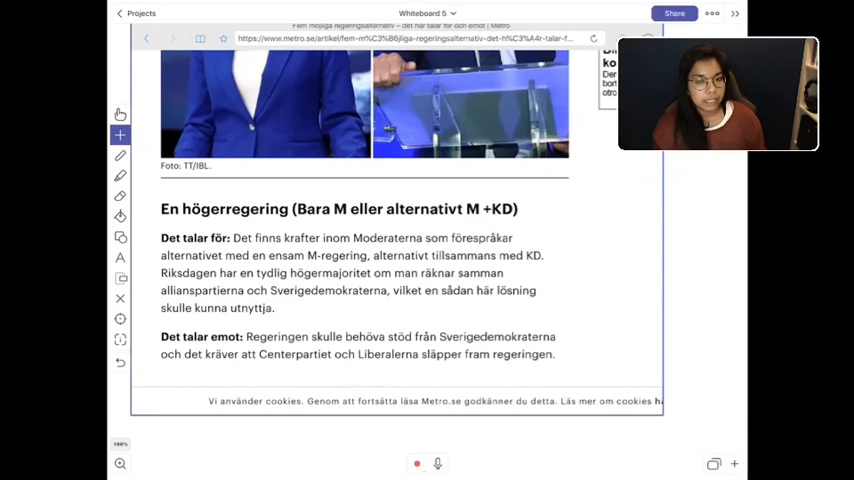 Projects
Whiteboard 5
Share
Fem möjliga regeringsalternativ – det här talar för och emot | Metro
https://www.metro.se/artikel/fem-m%C3%B6jliga-regeringsalternativ-det-h%C3%A4r-talar-f...
ko
Der
bort
otro
Foto: TT/IBL.
En högerregering (Bara M eller alternativt M +KD)
Det talar för: Det finns krafter inom Moderaterna som förespråkar
alternativet med en ensam M-regering, alternativt tillsammans med KD.
Riksdagen har en tydlig högermajoritet om man räknar samman
allianspartierna och Sverigedemokraterna, vilket en sådan här lösning
skulle kunna utnyttja.
Det talar emot: Regeringen skulle behöva stöd från Sverigedemokraterna
och det kräver att Centerpartiet och Liberalerna släpper fram regeringen.
Vi använder cookies. Genom att fortsätta läsa Metro.se godkänner du detta. Läs mer om cookies hä
A
100%